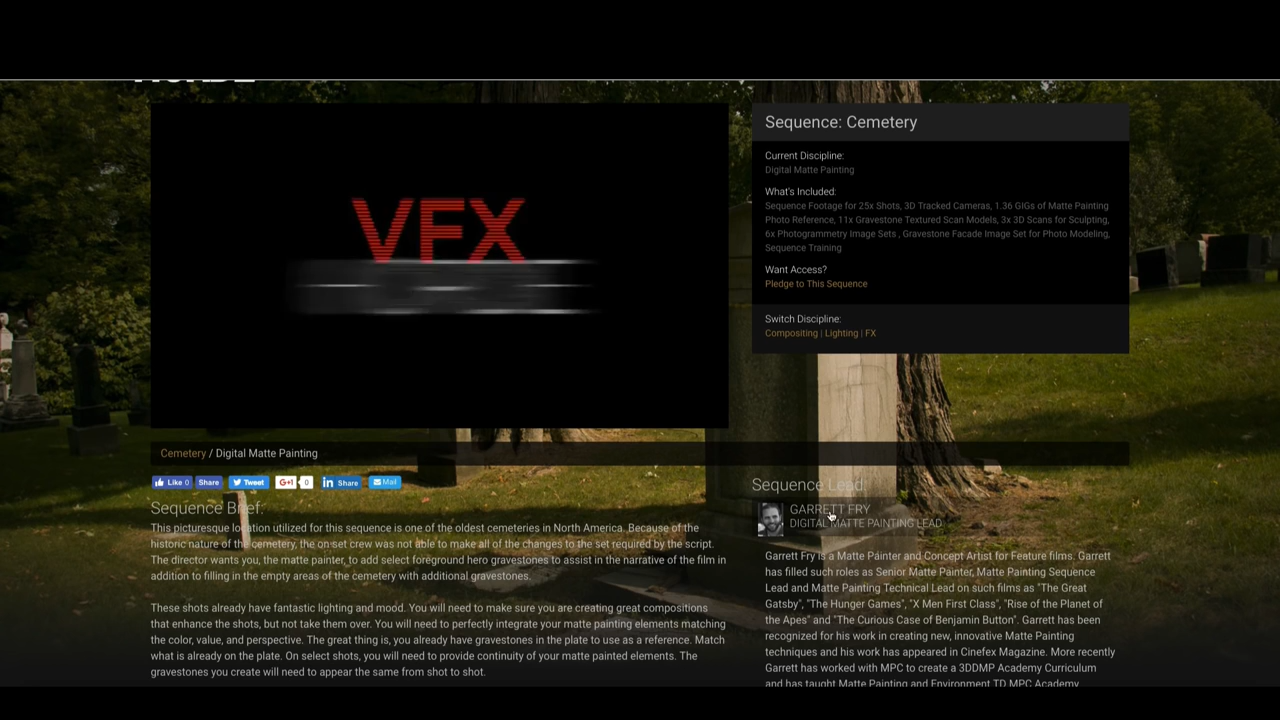 VFX
Sequence: Cemetery
Current Discipline:
Digital Matte Painting
What's Included:
Sequence Footage for 25x Shots, 3D Tracked Cameras, 1.36 GIGs of Matte Painting
Photo Reference, 11x Gravestone Textured Scan Models, 3x 3D Scans for Sculpting,
6x Photogrammetry Image Sets , Gravestone Facade Image Set for Photo Modeling,
Sequence Training
Want Access?
Pledge to This Sequence
Switch Discipline:
Compositing | Lighting | FX
Cemetery / Digital Matte Painting
Like 0 Share Tweet G+1 0 in Share Mail
Sequence Brief:
This picturesque location utilized for this sequence is one of the oldest cemeteries in North America. Because of the
historic nature of the cemetery, the on-set crew was not able to make all of the changes to the set required by the script.
The director wants you, the matte painter, to add select foreground hero gravestones to assist in the narrative of the film in
addition to filling in the empty areas of the cemetery with additional gravestones.
These shots already have fantastic lighting and mood. You will need to make sure you are creating great compositions
that enhance the shots, but not take them over. You will need to perfectly integrate your matte painting elements matching
the color, value, and perspective. The great thing is, you already have gravestones in the plate to use as a reference. Match
what is already on the plate. On select shots, you will need to provide continuity of your matte painted elements. The
gravestones you create will need to appear the same from shot to shot.
Sequence Lead:
GARRETT FRY
DIGITAL MATTE PAINTING LEAD
Garrett Fry is a Matte Painter and Concept Artist for Feature films. Garrett
has filled such roles as Senior Matte Painter, Matte Painting Sequence
Lead and Matte Painting Technical Lead on such films as "The Great
Gatsby", "The Hunger Games", "X Men First Class", "Rise of the Planet of
the Apes" and "The Curious Case of Benjamin Button". Garrett has been
recognized for his work in creating new, innovative Matte Painting
techniques and his work has appeared in Cinefex Magazine. More recently
Garrett has worked with MPC to create a 3DDMP Academy Curriculum
and has taught Matte Painting and Environment TD MPC Academy